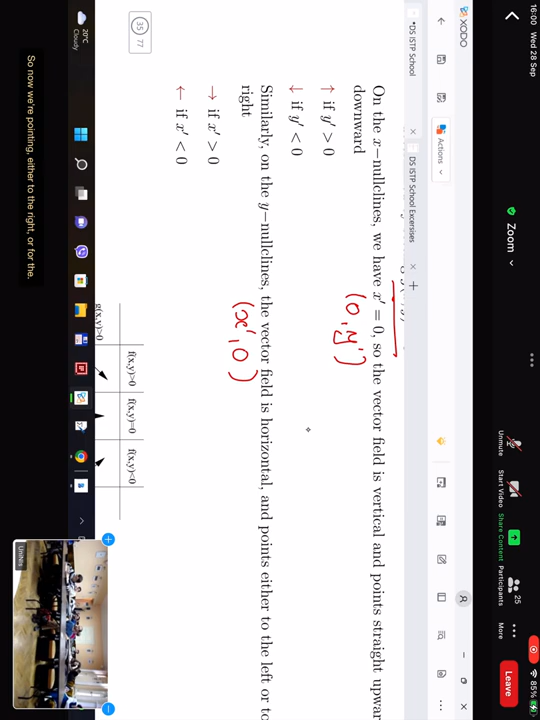 16:00 Wed 28 Sep
85%
Zoom
Unmute
Start Video
Share Content
25
Participants
More
Leave
XODO
*DS ISTP School
DS ISTP School Excersises
Actions
On the x−nullclines, we have x′ = 0, so the vector field is vertical and points straight upwar
downward
(0, y′)
↑ if y′ > 0
↓ if y′ < 0
Similarly, on the y−nullclines, the vector field is horizontal, and points either to the left or to
right
(x′, 0)
→ if x′ > 0
← if x′ < 0
f(x,y)>0 f(x,y)=0 f(x,y)<0
g(x,y)>0
35 77
20°C
Cloudy
UniNis
So now we're pointing, either to the right, or for the.